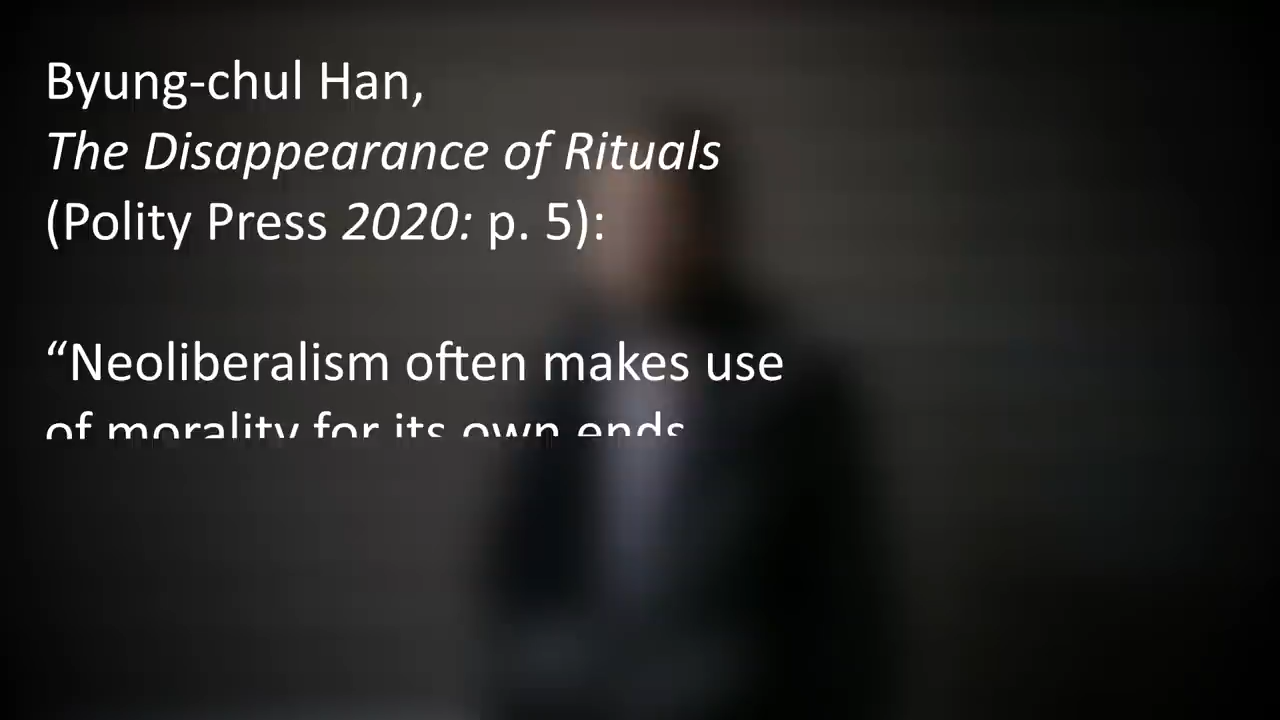 Byung-chul Han,
The Disappearance of Rituals
(Polity Press 2020: p. 5):
“Neoliberalism often makes use
of morality for its own ends